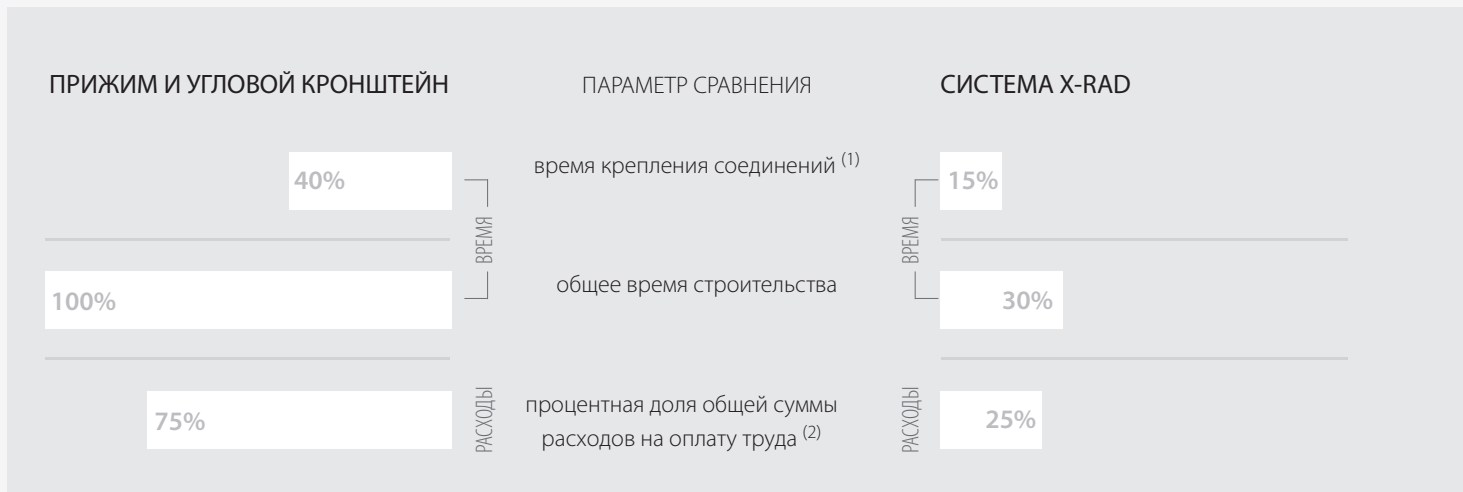 ПРИЖИМ И УГЛОВОЙ КРОНШТЕЙН
ПАРАМЕТР СРАВНЕНИЯ
СИСТЕМА X-RAD
40%
время крепления соединений (1)
15%
ВРЕМЯ
ВРЕМЯ
100%
общее время строительства
30%
75%
РАСХОДЫ
процентная доля общей суммы
расходов на оплату труда (2)
РАСХОДЫ
25%